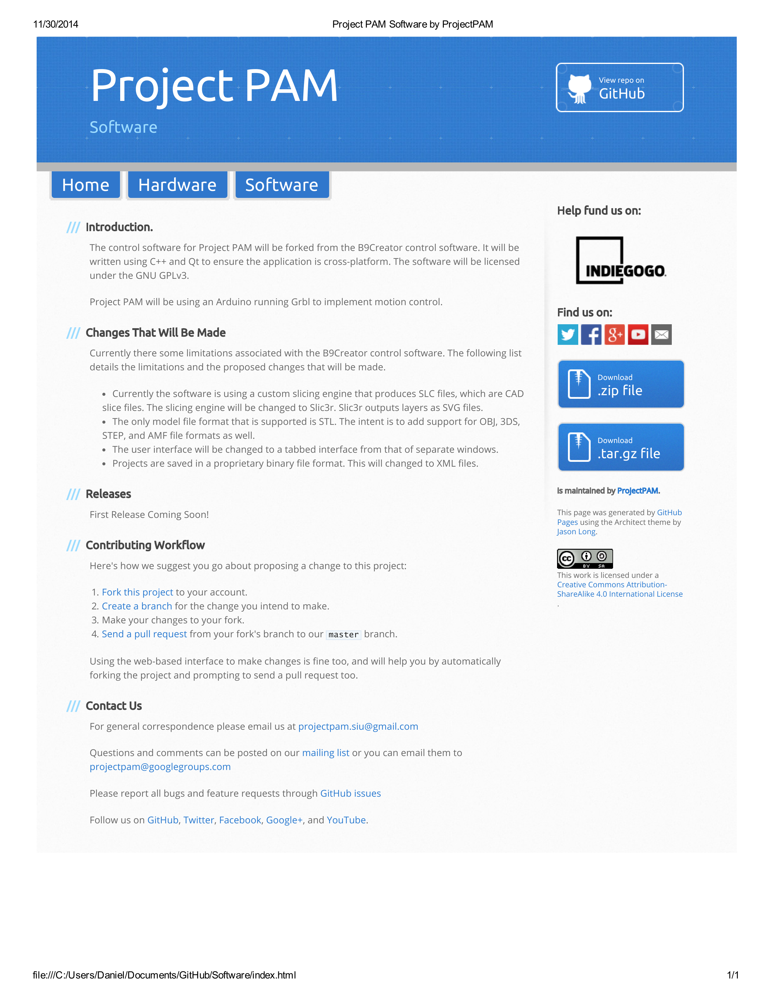 11/30/2014
Project PAM Software by ProjectPAM
Project PAM
Software
View repo on
GitHub
Home
Hardware
Software
Introduction.
The control software for Project PAM will be forked from the B9Creator control software. It will be
written using C++ and Qt to ensure the application is cross-platform. The software will be licensed
under the GNU GPLv3.
Project PAM will be using an Arduino running Grbl to implement motion control.
/// Changes That Will Be Made
Currently there some limitations associated with the B9Creator control software. The following list
details the limitations and the proposed changes that will be made.
• Currently the software is using a custom slicing engine that produces SLC files, which are CAD
slice files. The slicing engine will be changed to Slic3r. Slic3r outputs layers as SVG files.
• The only model file format that is supported is STL. The intent is to add support for OBJ, 3DS,
STEP, and AMF file formats as well.
• The user interface will be changed to a tabbed interface from that of separate windows.
• Projects are saved in a proprietary binary file format. This will changed to XML files.
/// Releases
First Release Coming Soon!
/// Contributing Workflow
Here's how we suggest you go about proposing a change to this project:
1. Fork this project to your account.
2. Create a branch for the change you intend to make.
3. Make your changes to your fork.
4. Send a pull request from your fork's branch to our master branch.
Using the web-based interface to make changes is fine too, and will help you by automatically
forking the project and prompting to send a pull request too.
/// Contact Us
For general correspondence please email us at projectpam.siu@gmail.com
Questions and comments can be posted on our mailing list or you can email them to
projectpam@googlegroups.com
Please report all bugs and feature requests through GitHub issues
Follow us on GitHub, Twitter, Facebook, Google+, and YouTube.
Help fund us on:
INDIEGOGO.
Find us on:
g+
Download
.zip file
Download
.tar.gz file
is maintained by ProjectPAM.
This page was generated by GitHub
Pages using the Architect theme by
Jason Long.
cc BY SA
This work is licensed under a
Creative Commons Attribution-
ShareAlike 4.0 International License
.
file:///C:/Users/Daniel/Documents/GitHub/Software/index.html
1/1